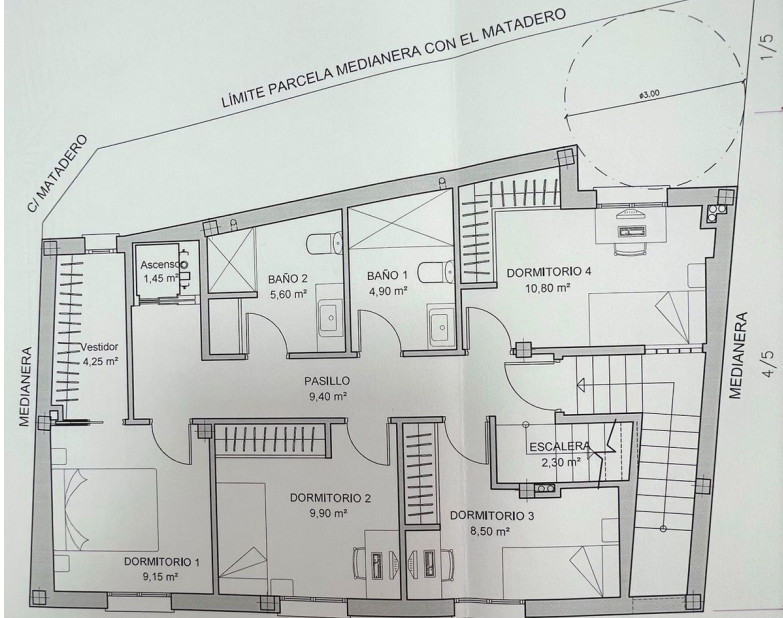 LÍMITE PARCELA MEDIANERA CON EL MATADERO
1/5
ø3.00
C/ MATADERO
Ascensor
1,45 m²
BAÑO 2
5,60 m²
BAÑO 1
4,90 m²
DORMITORIO 4
10,80 m²
Vestidor
4,25 m²
MEDIANERA
MEDIANERA
4/5
PASILLO
9,40 m²
ESCALERA
2,30 m²
DORMITORIO 2
9,90 m²
DORMITORIO 3
8,50 m²
DORMITORIO 1
9,15 m²